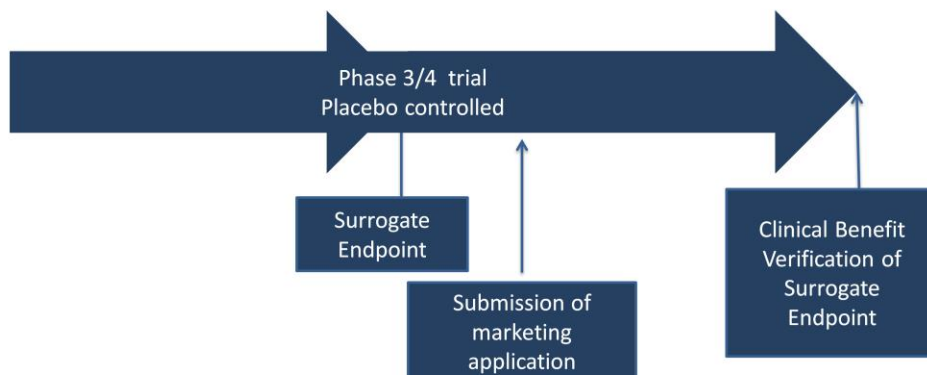 Phase 3/4 trial
Placebo controlled
Surrogate
Endpoint
Submission of
marketing
application
Clinical Benefit
Verification of
Surrogate
Endpoint